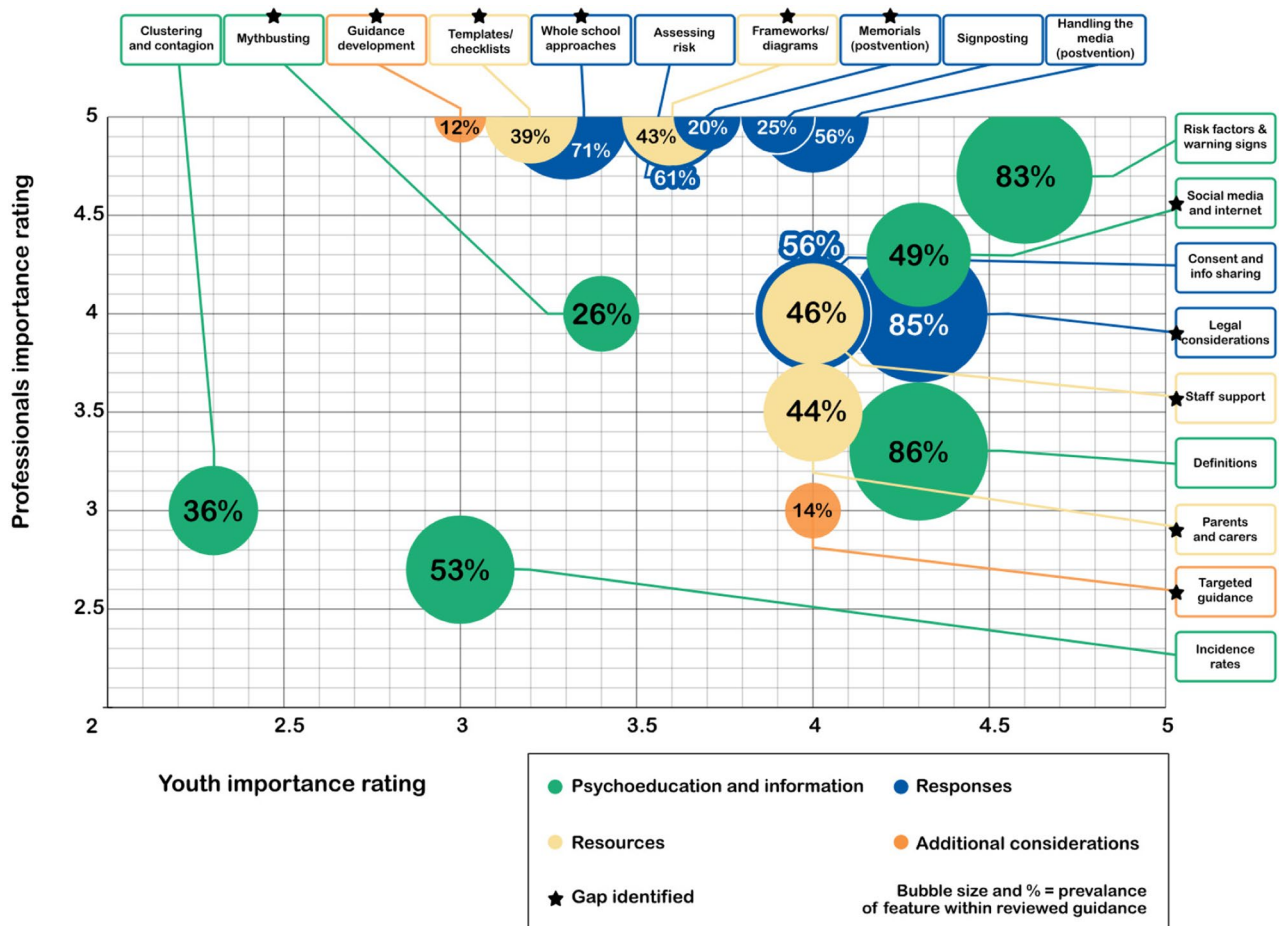 Clustering
and contagion
Mythbusting
Guidance
development
Templates/
checklists
Whole school
approaches
Assessing
risk
Frameworks/
diagrams
Memorials
(postvention)
Signposting
Handling the
media
(postvention)
Professionals importance rating
5
4.5
4
3.5
3
2.5
2
2.5
3
3.5
4
4.5
5
12%
39%
71%
43%
61%
20%
25%
56%
83%
49%
56%
46%
85%
26%
44%
86%
36%
14%
53%
Risk factors &
warning signs
Social media
and internet
Consent and
info sharing
Legal
considerations
Staff support
Definitions
Parents
and carers
Targeted
guidance
Incidence
rates
Youth importance rating
Psychoeducation and information
Responses
Resources
Additional considerations
Gap identified
Bubble size and % = prevalance
of feature within reviewed guidance